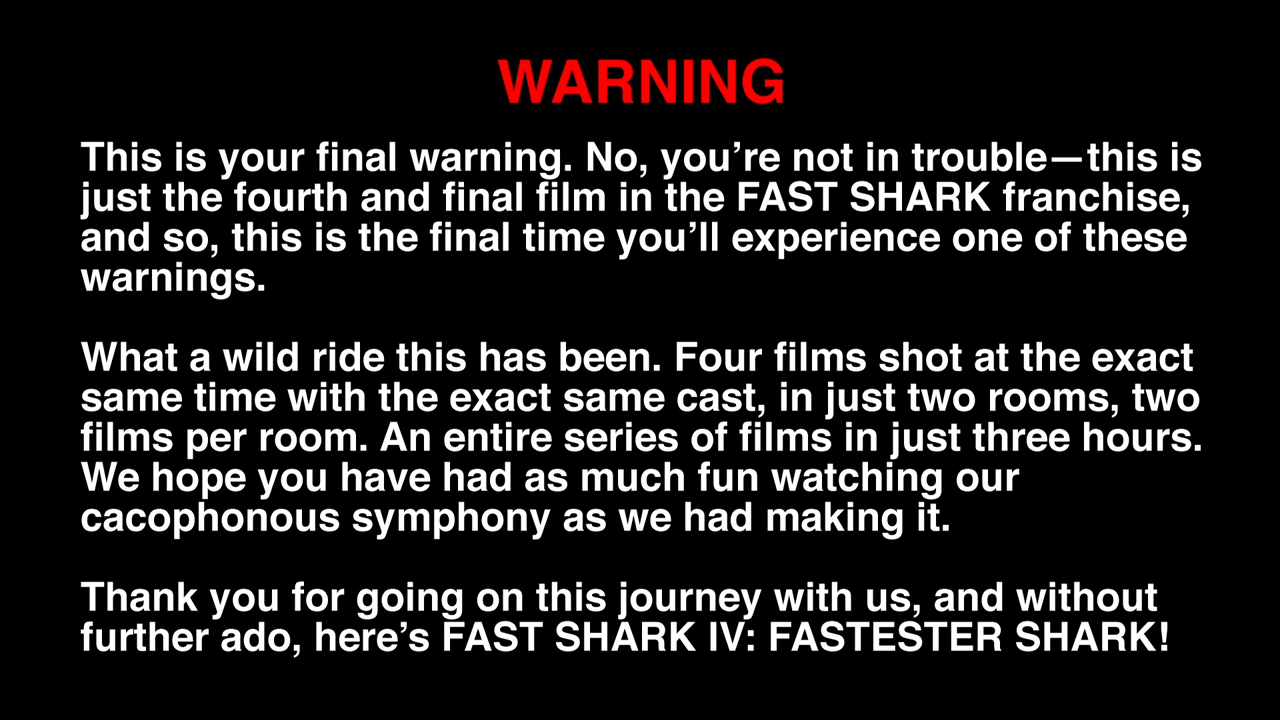 WARNING
This is your final warning. No, you’re not in trouble—this is
just the fourth and final film in the FAST SHARK franchise,
and so, this is the final time you’ll experience one of these
warnings.
What a wild ride this has been. Four films shot at the exact
same time with the exact same cast, in just two rooms, two
films per room. An entire series of films in just three hours.
We hope you have had as much fun watching our
cacophonous symphony as we had making it.
Thank you for going on this journey with us, and without
further ado, here’s FAST SHARK IV: FASTESTER SHARK!